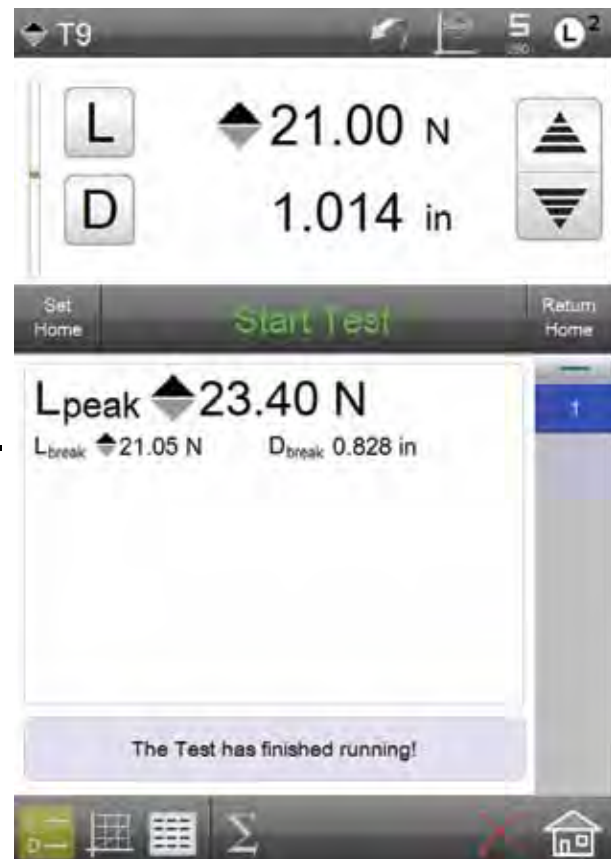 T9 5 L 2
L 21.00 N
D 1.014 in
Set Home Start Test Return Home
Lpeak 23.40 N 1
Lbreak 21.05 N Dbreak 0.828 in
The Test has finished running!
D Σ